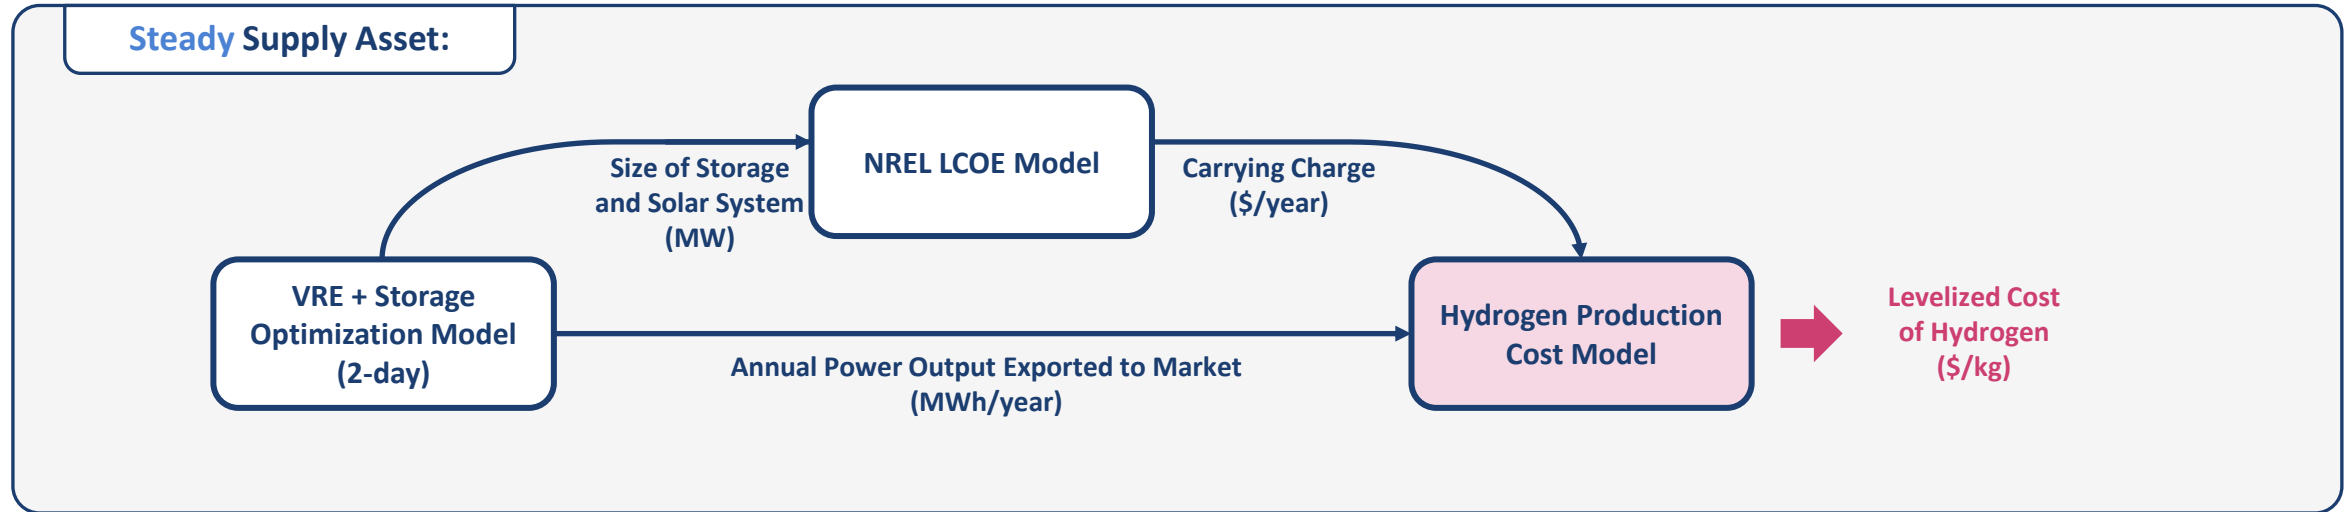 Steady Supply Asset:
Size of Storage
and Solar System
(MW)
NREL LCOE Model
Carrying Charge
($/year)
VRE + Storage
Optimization Model
(2-day)
Annual Power Output Exported to Market
(MWh/year)
Hydrogen Production
Cost Model
Levelized Cost
of Hydrogen
($/kg)